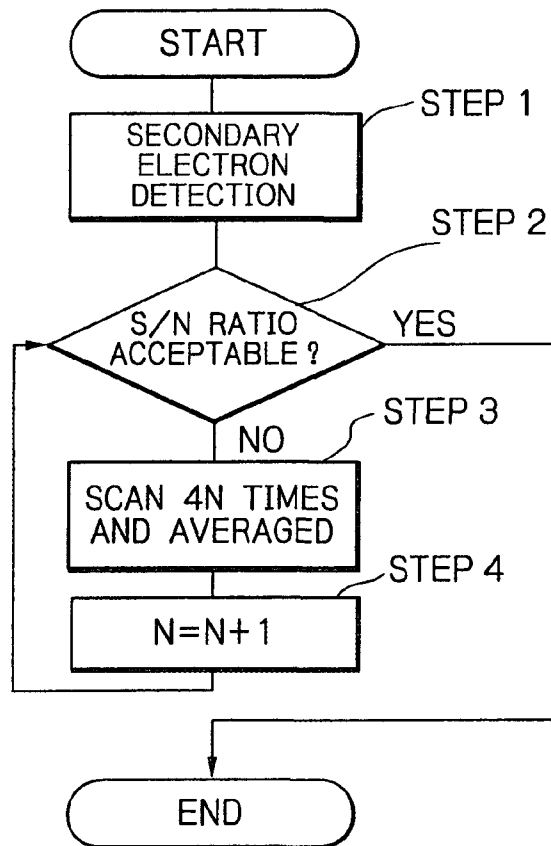 START
STEP 1
SECONDARY
ELECTRON
DETECTION
STEP 2
S/N RATIO
ACCEPTABLE?
YES
NO
STEP 3
SCAN 4N TIMES
AND AVERAGED
STEP 4
N=N+1
END